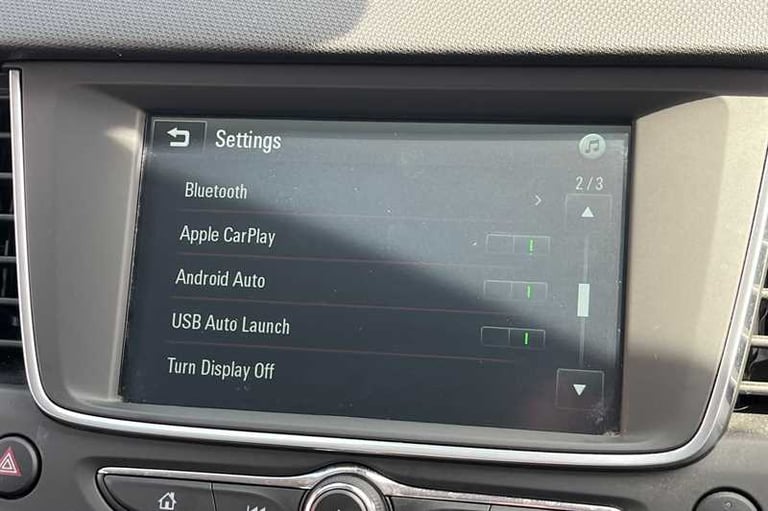 Settings
2/3
Bluetooth
Apple CarPlay
Android Auto
USB Auto Launch
Turn Display Off